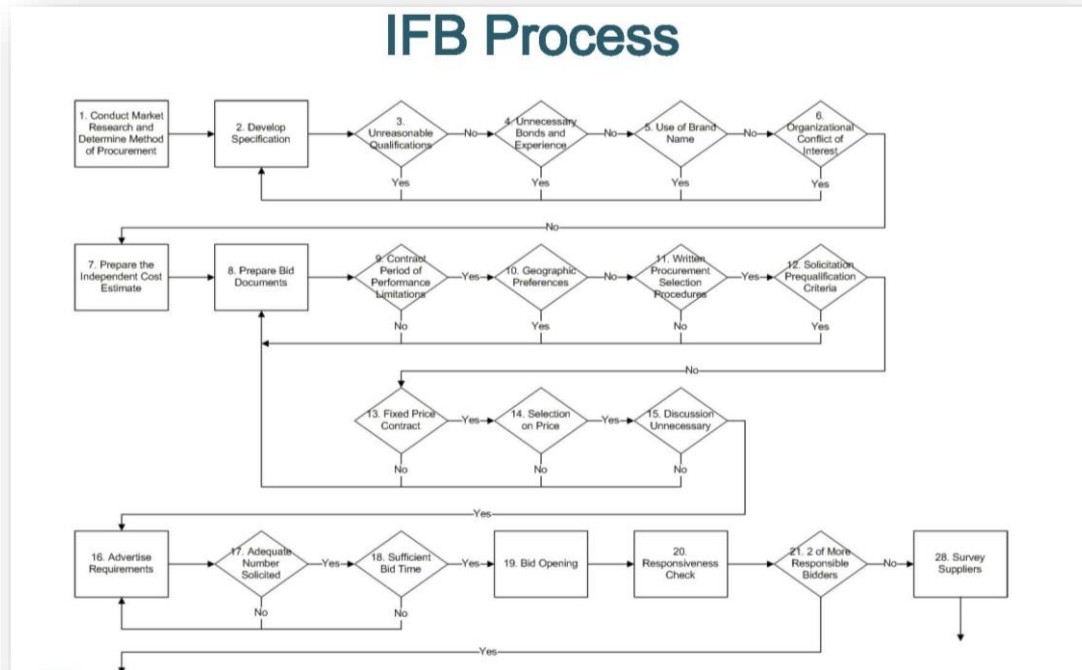 IFB Process
1. Conduct Market
Research and
Determine Method
of Procurement
2. Develop
Specification
3.
Unreasonable
Qualifications
No
4. Unnecessary
Bonds and
Experience
No
5. Use of Brand
Name
No
6.
Organizational
Conflict of
Interest
Yes
Yes
Yes
Yes
No
7. Prepare the
Independent Cost
Estimate
8. Prepare Bid
Documents
9. Contract
Period of
Performance
Limitations
Yes
10. Geographic
Preferences
No
11. Written
Procurement
Selection
Procedures
Yes
12. Solicitation
Prequalification
Criteria
No
Yes
No
Yes
No
13. Fixed Price
Contract
Yes
14. Selection
on Price
Yes
15. Discussion
Unnecessary
No
No
No
Yes
16. Advertise
Requirements
17. Adequate
Number
Solicited
Yes
18. Sufficient
Bid Time
Yes
19. Bid Opening
20.
Responsiveness
Check
21. 2 of More
Responsible
Bidders
No
28. Survey
Suppliers
No
No
Yes